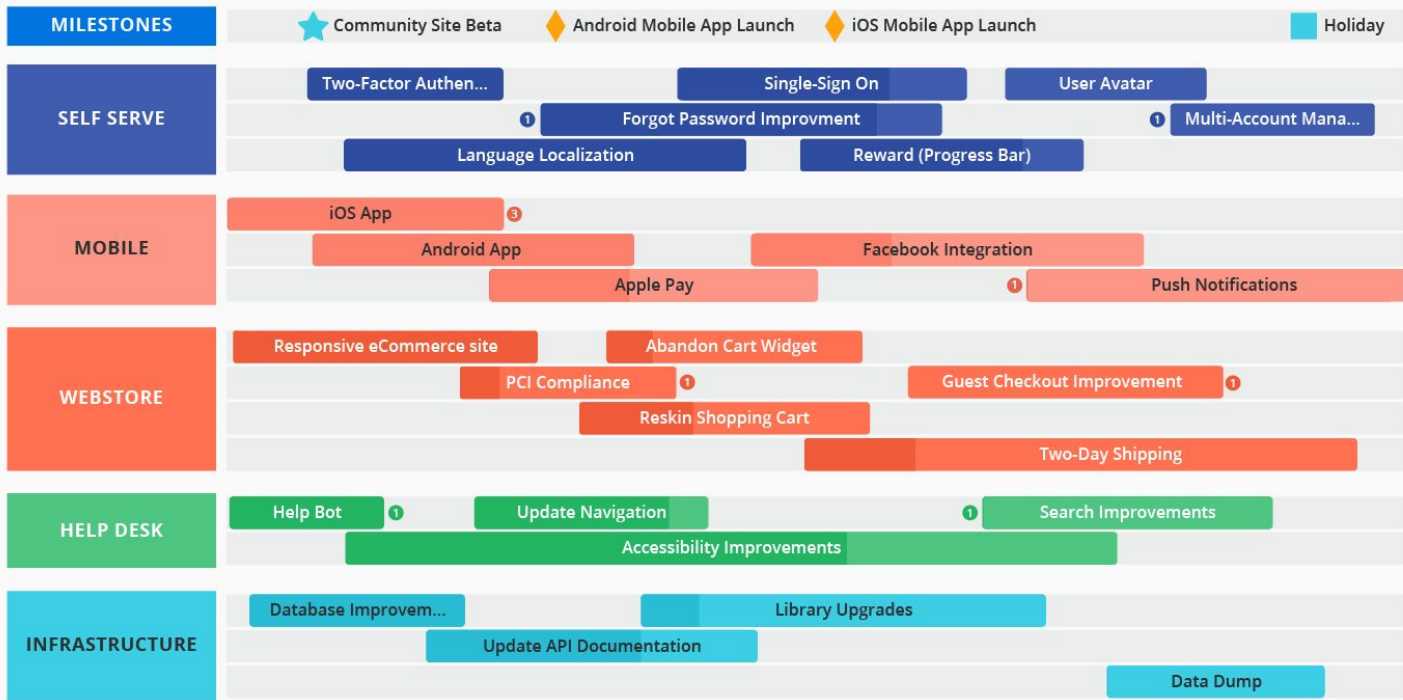 MILESTONES
Community Site Beta
Android Mobile App Launch
iOS Mobile App Launch
Holiday
SELF SERVE
Two-Factor Authen...
Single-Sign On
User Avatar
1
Forgot Password Improvment
1
Multi-Account Mana...
Language Localization
Reward (Progress Bar)
MOBILE
iOS App
3
Android App
Facebook Integration
Apple Pay
1
Push Notifications
WEBSTORE
Responsive eCommerce site
Abandon Cart Widget
PCI Compliance
1
Guest Checkout Improvement
1
Reskin Shopping Cart
Two-Day Shipping
HELP DESK
Help Bot
1
Update Navigation
1
Search Improvements
Accessibility Improvements
INFRASTRUCTURE
Database Improvem...
Library Upgrades
Update API Documentation
Data Dump